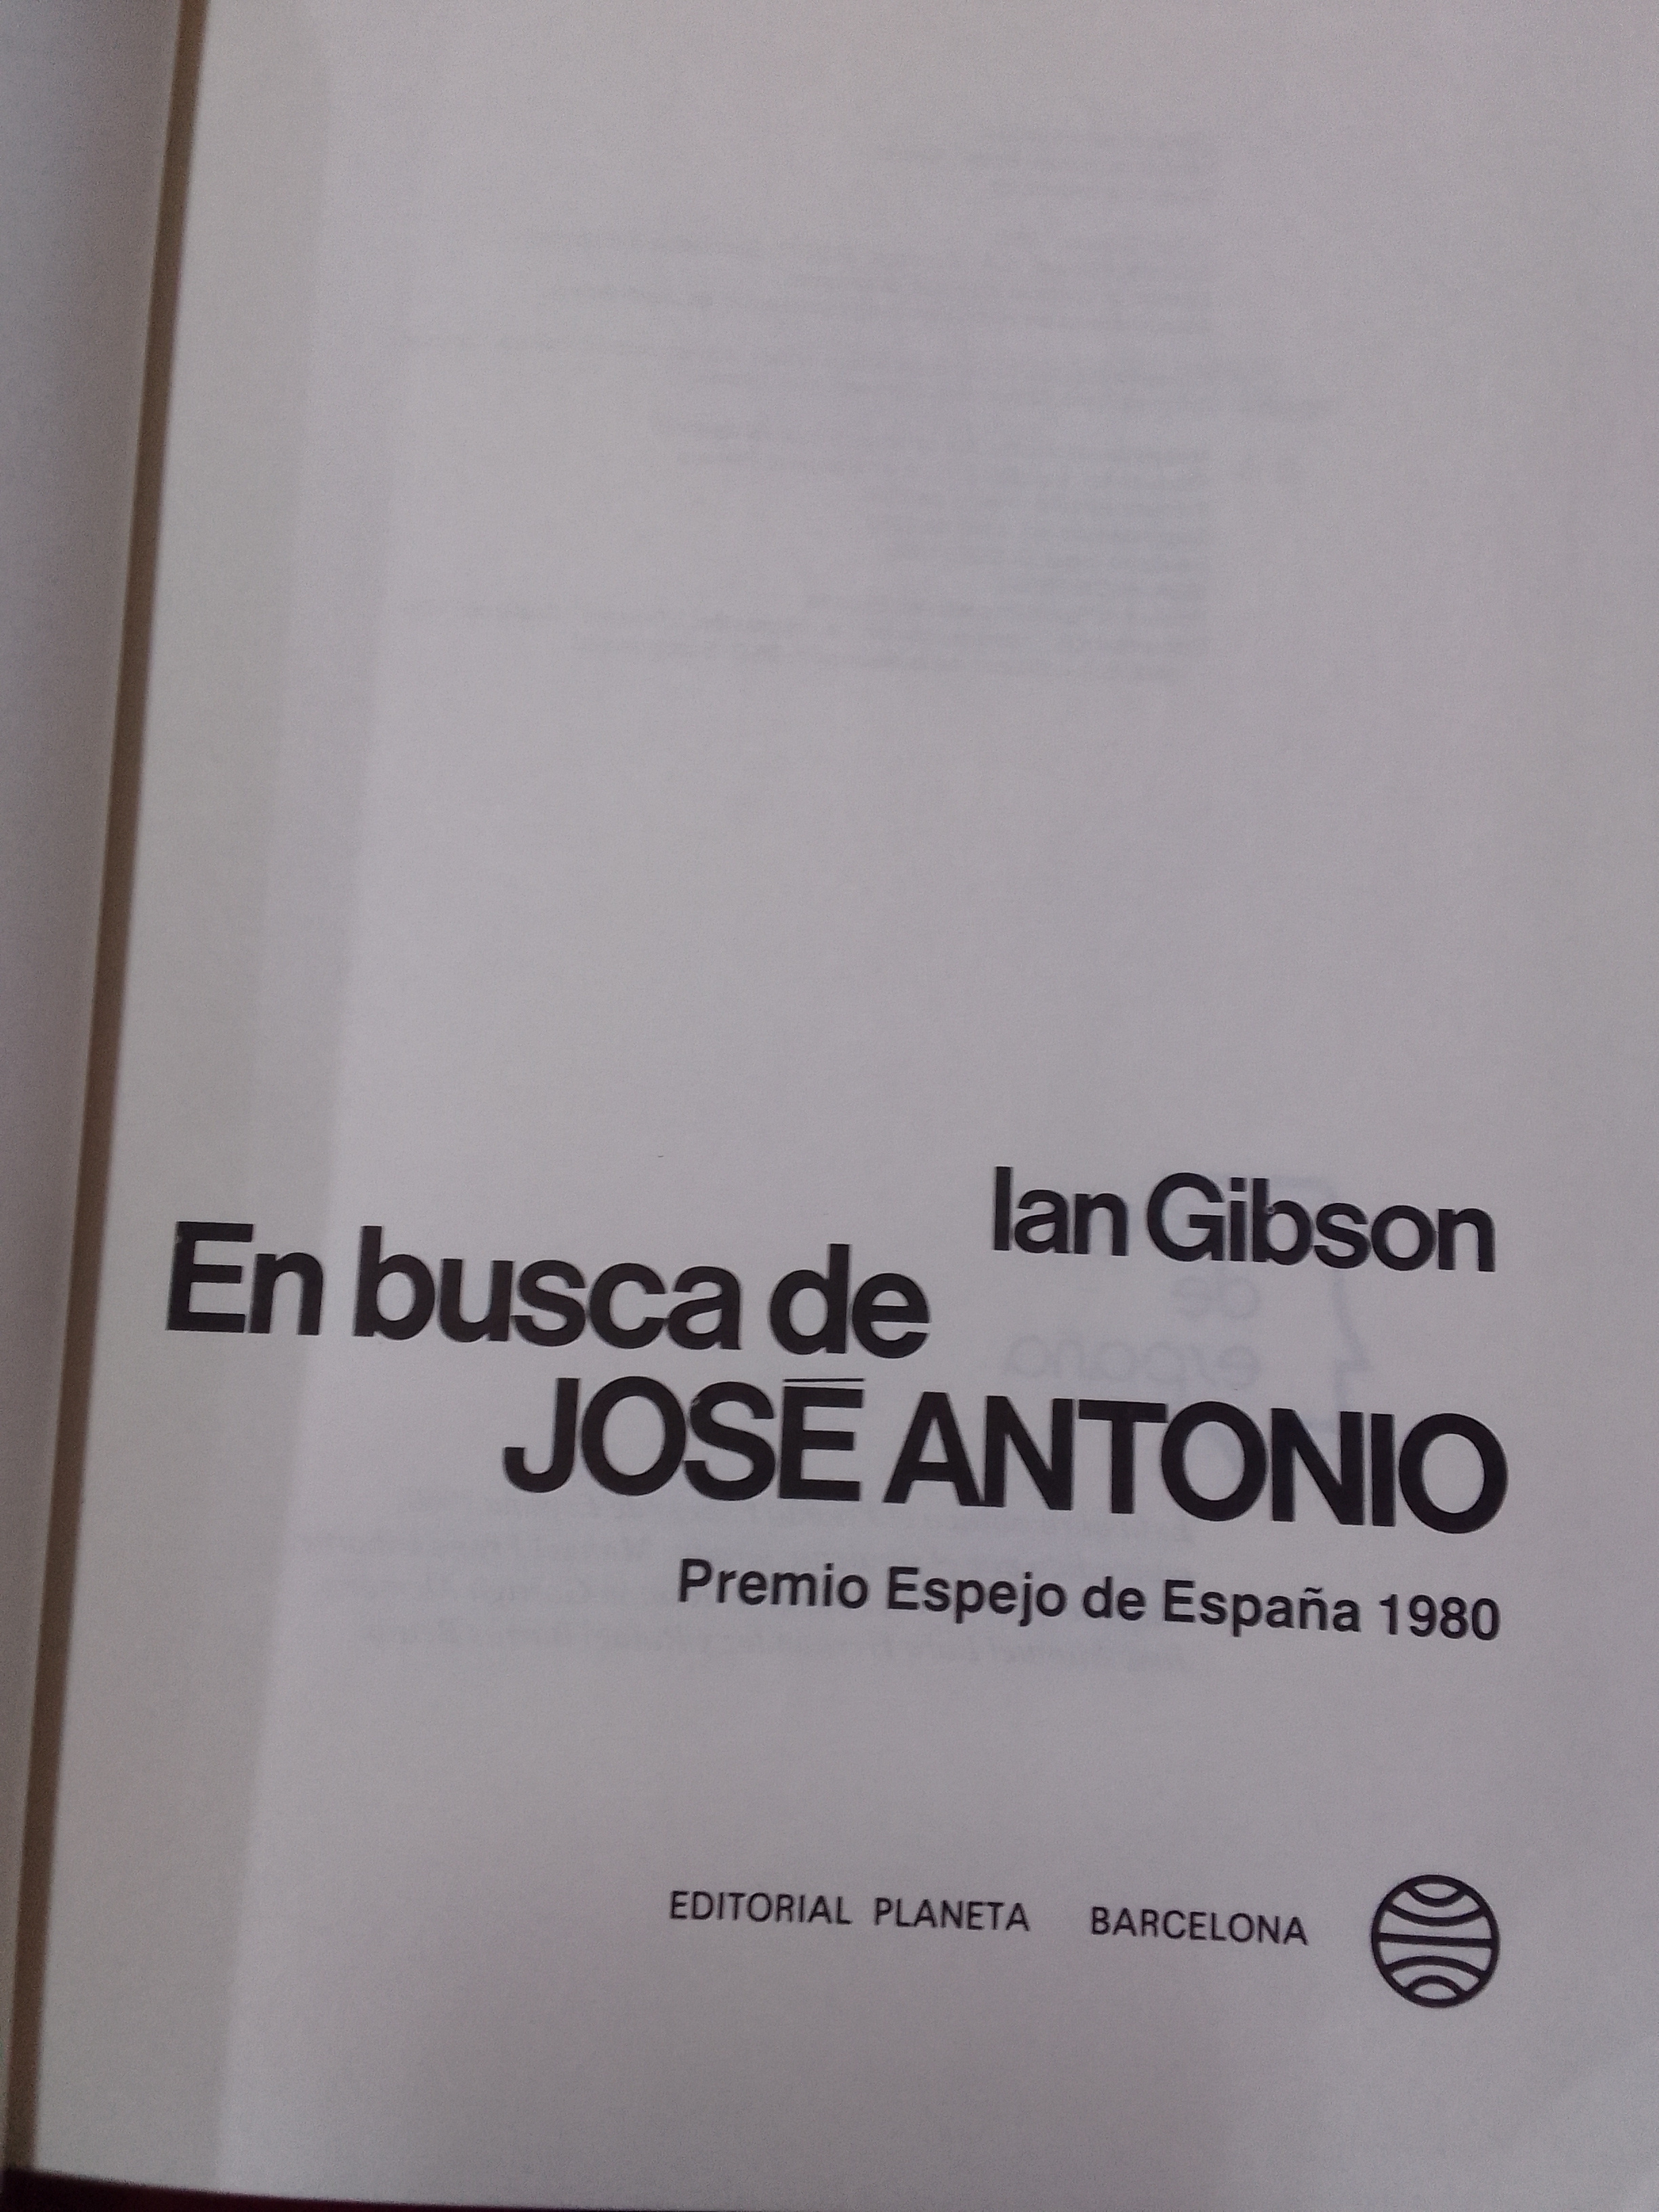 Ian Gibson
En busca de
JOSÉ ANTONIO
Premio Espejo de España 1980
EDITORIAL PLANETA BARCELONA